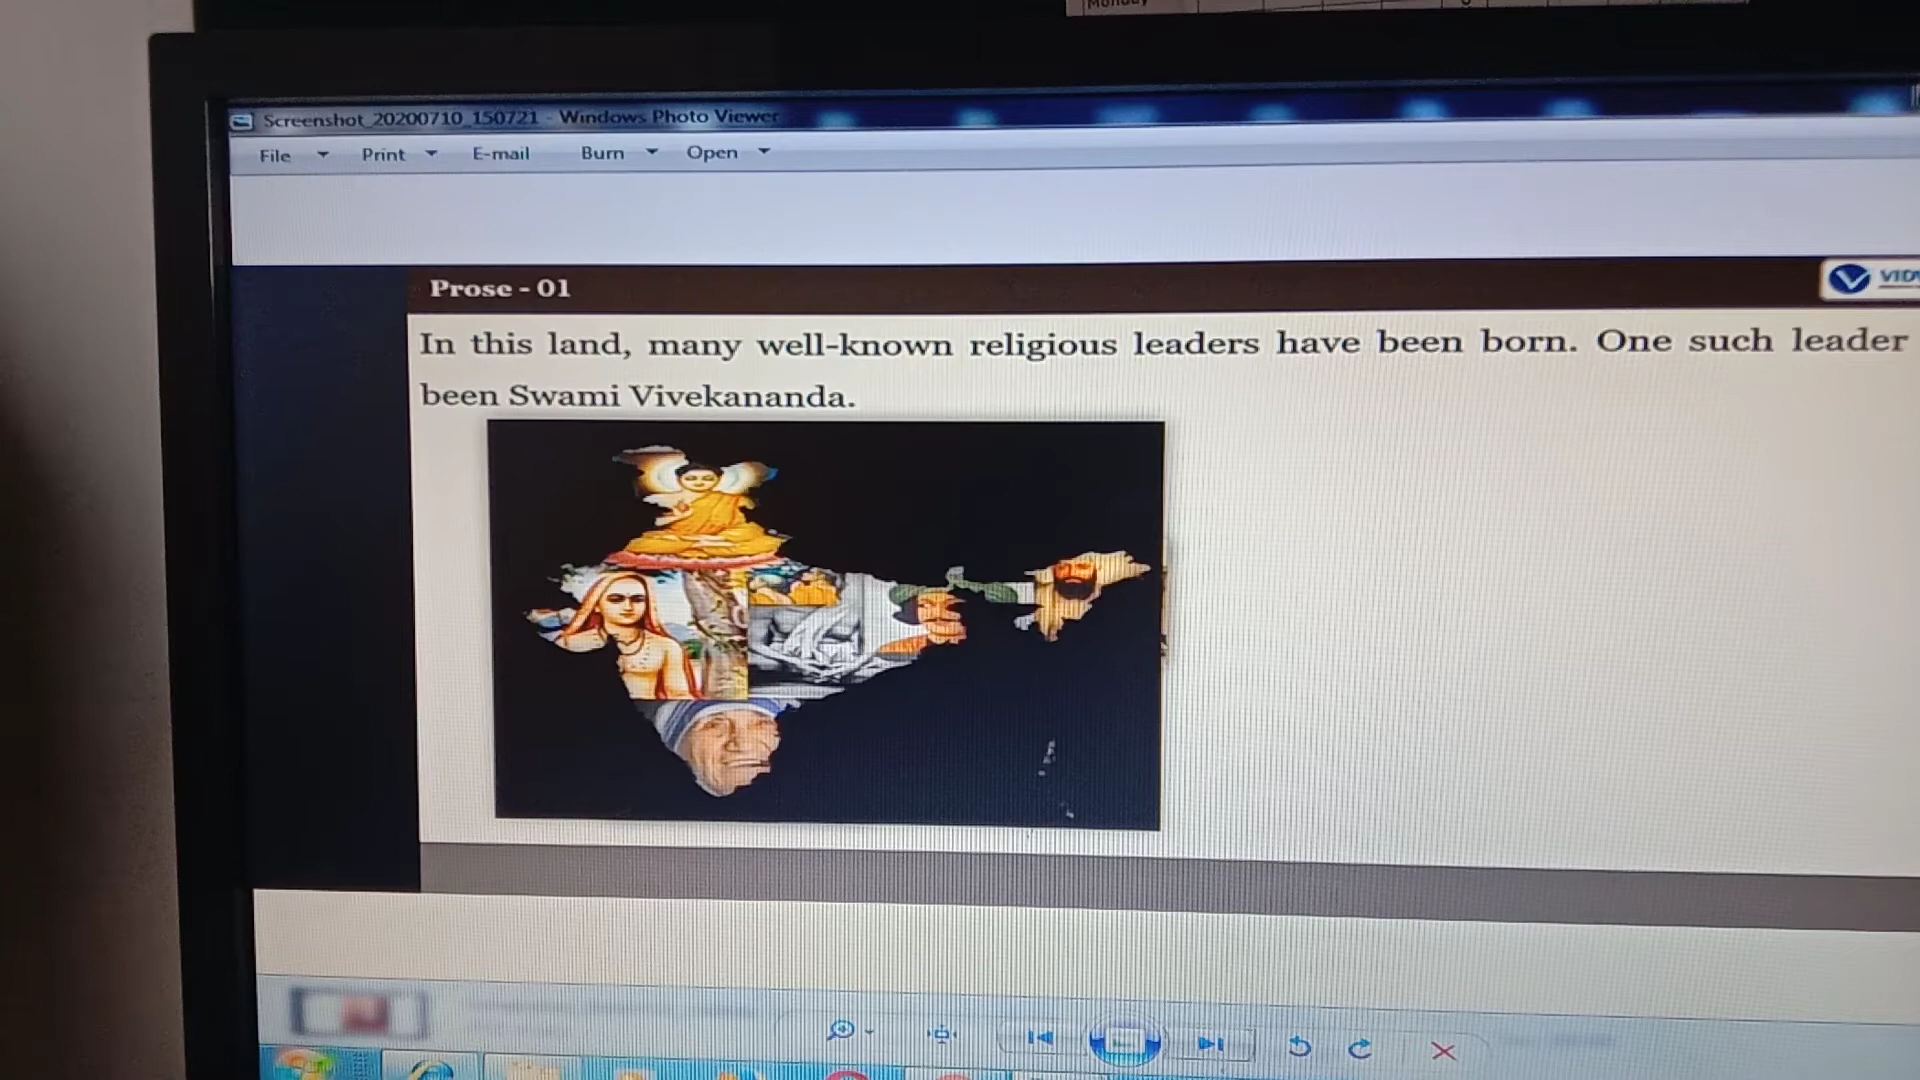 Monday
Screenshot_20200710_150721 - Windows Photo Viewer
File Print E-mail Burn Open
Prose - 01
In this land, many well-known religious leaders have been born. One such leader
been Swami Vivekananda.